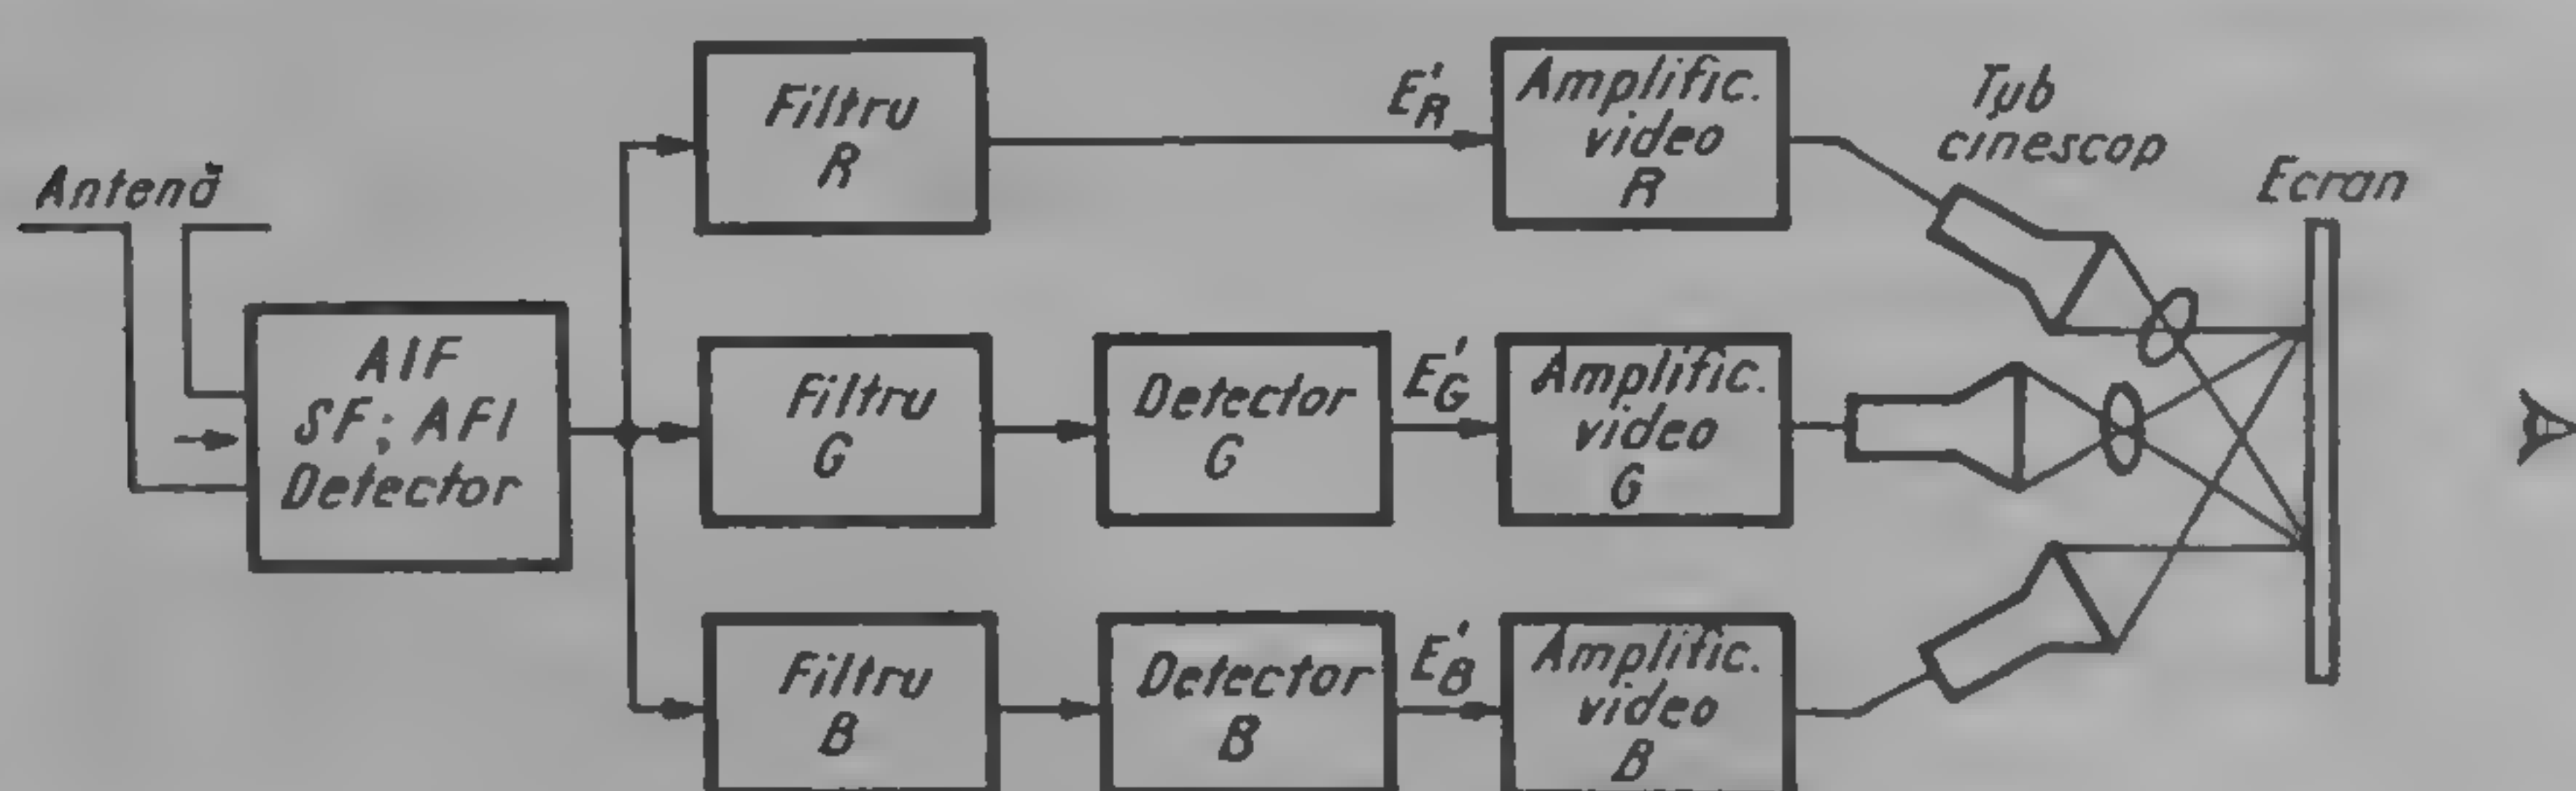 Antenă
AIF
SF; AFI
Detector
Filtru
R
E'R
Amplific.
video
R
Tub
cinescop
Ecran
Filtru
G
Detector
G
E'G
Amplific.
video
G
Filtru
B
Detector
B
E'B
Amplific.
video
B